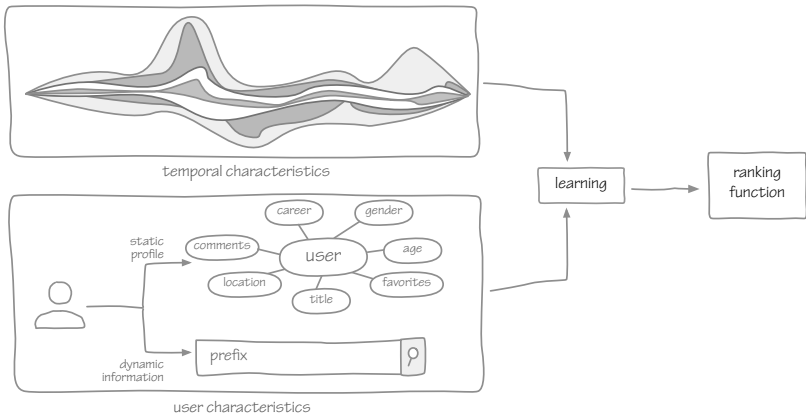 temporal characteristics
learning
ranking
function
career
gender
comments
user
age
location
title
favorites
static
profile
prefix
dynamic
information
user characteristics